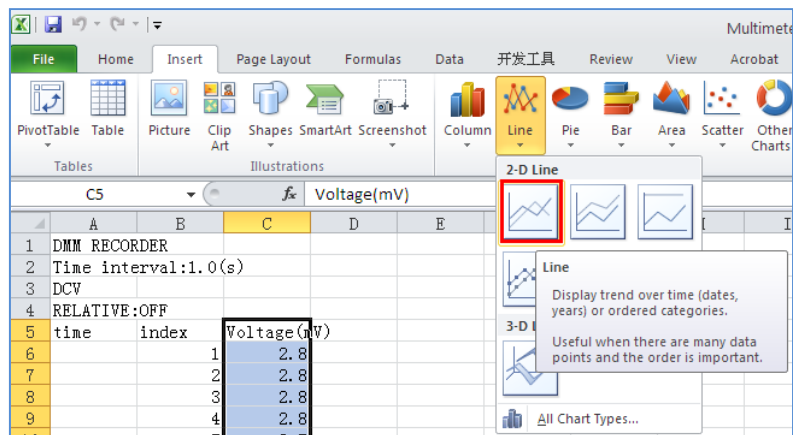 Multimete
File Home Insert Page Layout Formulas Data 开发工具 Review View Acrobat
PivotTable Table Picture Clip Art Shapes SmartArt Screenshot Column Line Pie Bar Area Scatter Other Charts
Tables Illustrations
2-D Line
C5 fx Voltage(mV)
A B C D E I
1 DMM RECORDER
2 Time interval:1.0(s)
3 DCV
4 RELATIVE:OFF
5 time index Voltage(mV)
6 1 2.8
7 2 2.8
8 3 2.8
9 4 2.8
Line
Display trend over time (dates,
years) or ordered categories.
Useful when there are many data
points and the order is important.
3-D L
All Chart Types...